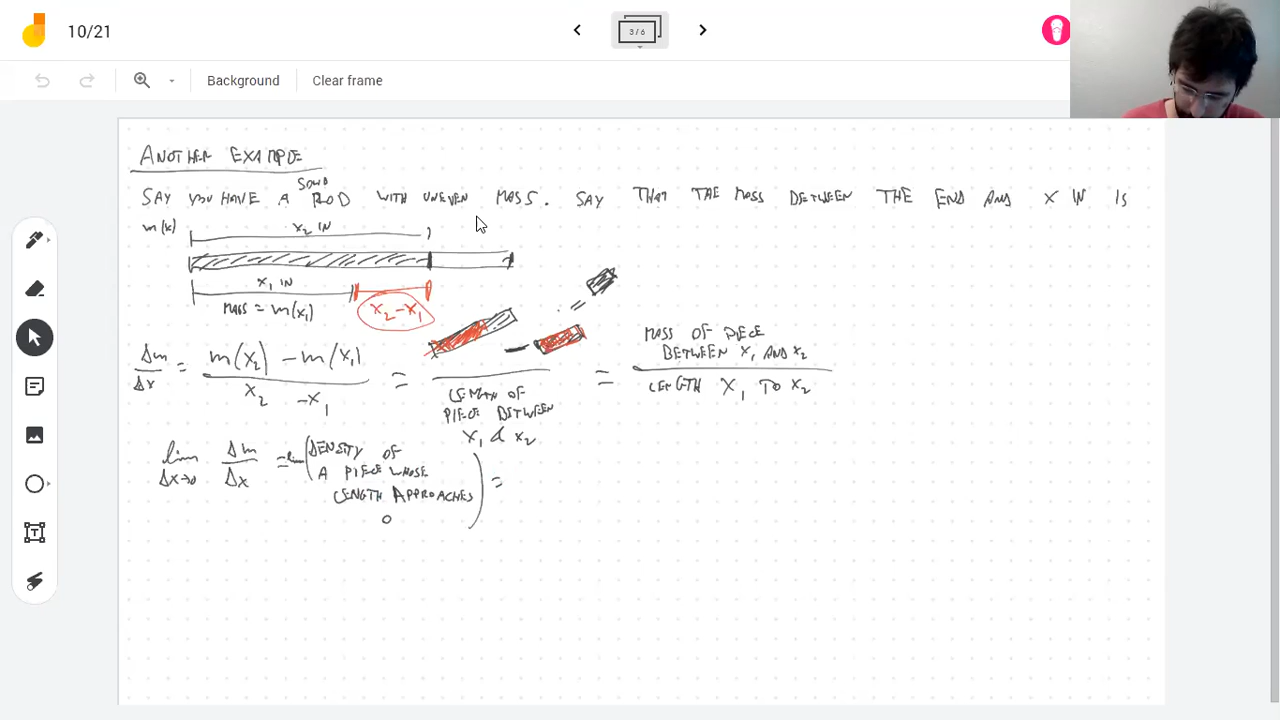 10/21
3 / 6
Background
Clear frame
ANOTHER EXAMPLE
SAY YOU HAVE A SOLID ROD WITH UNEVEN MASS. SAY THAT THE MASS BETWEEN THE END AND X IN IS
m(x)
x₂ IN
x₁ IN
MASS = m(x₁)
x₂ - x₁
Δm/Δx = (m(x₂) - m(x₁))/(x₂ - x₁) = — = / LENGTH OF PIECE BETWEEN x₁ & x₂ = MASS OF PIECE BETWEEN x₁ AND x₂ / LENGTH x₁ TO x₂
lim Δx→0 Δm/Δx = lim (DENSITY OF
A PIECE WHOSE
LENGTH APPROACHES
0) =